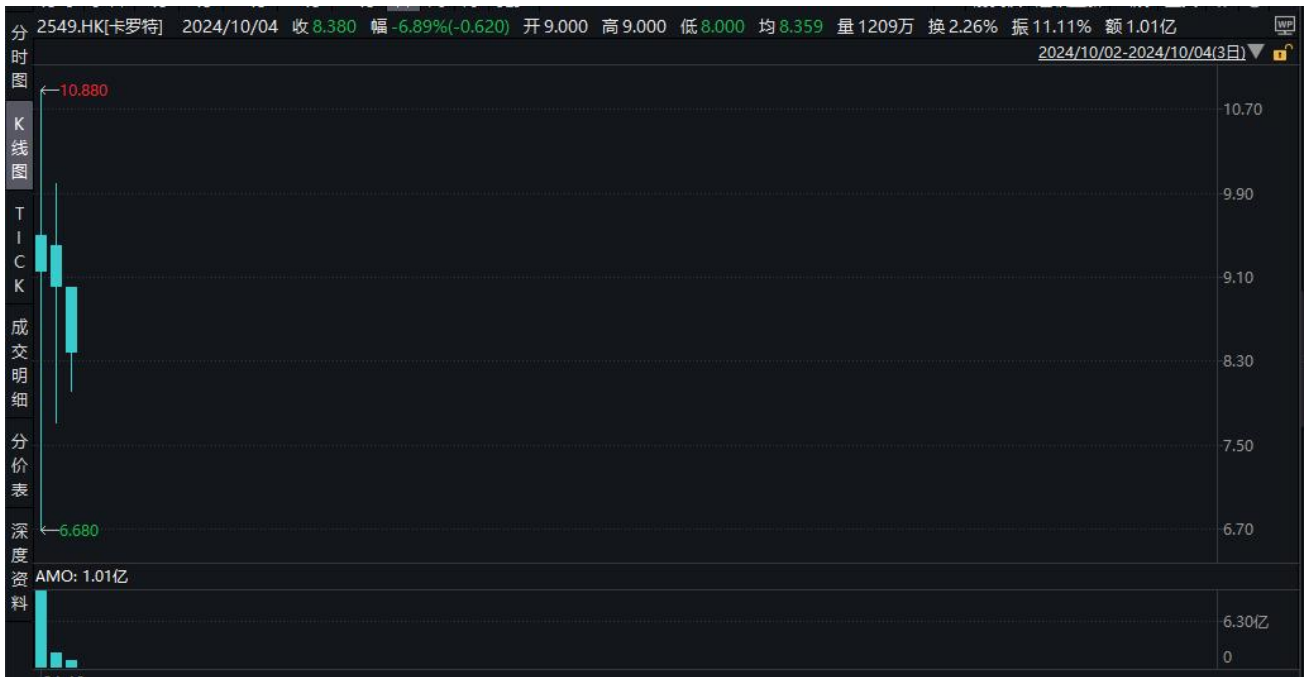 2549.HK[卡罗特] 2024/10/04 收8.380 幅-6.89%(-0.620) 开9.000 高9.000 低8.000 均8.359 量1209万 换2.26% 振11.11% 额1.01亿
WP
2024/10/02-2024/10/04(3日)
分时图
K线图
TICK
成交明细
分价表
深度资料
10.880
10.70
9.90
9.10
8.30
7.50
6.680
6.70
AMO: 1.01亿
6.30亿
0